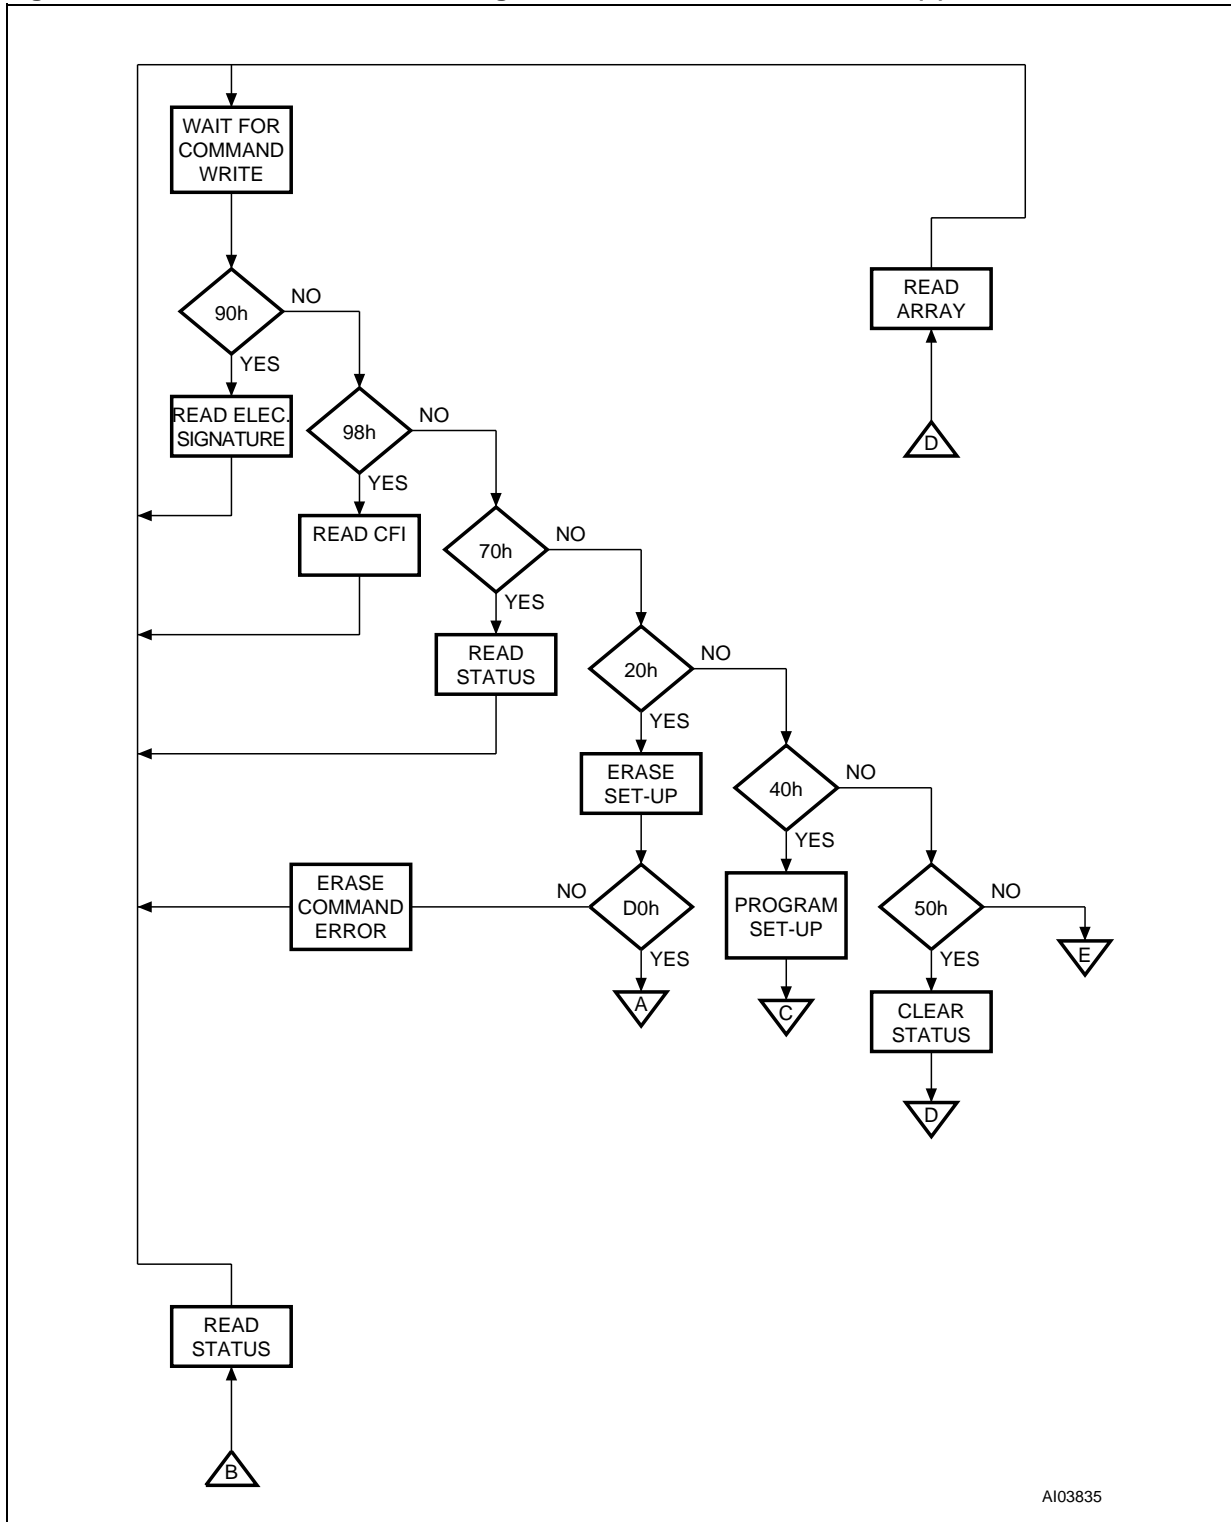 WAIT FOR
COMMAND
WRITE
90h
NO
YES
READ
ARRAY
READ ELEC.
SIGNATURE
98h
NO
YES
D
READ CFI
70h
NO
YES
READ
STATUS
20h
NO
YES
ERASE
SET-UP
40h
NO
YES
ERASE
COMMAND
ERROR
NO
D0h
YES
PROGRAM
SET-UP
50h
NO
YES
E
A
C
CLEAR
STATUS
D
READ
STATUS
B
AI03835